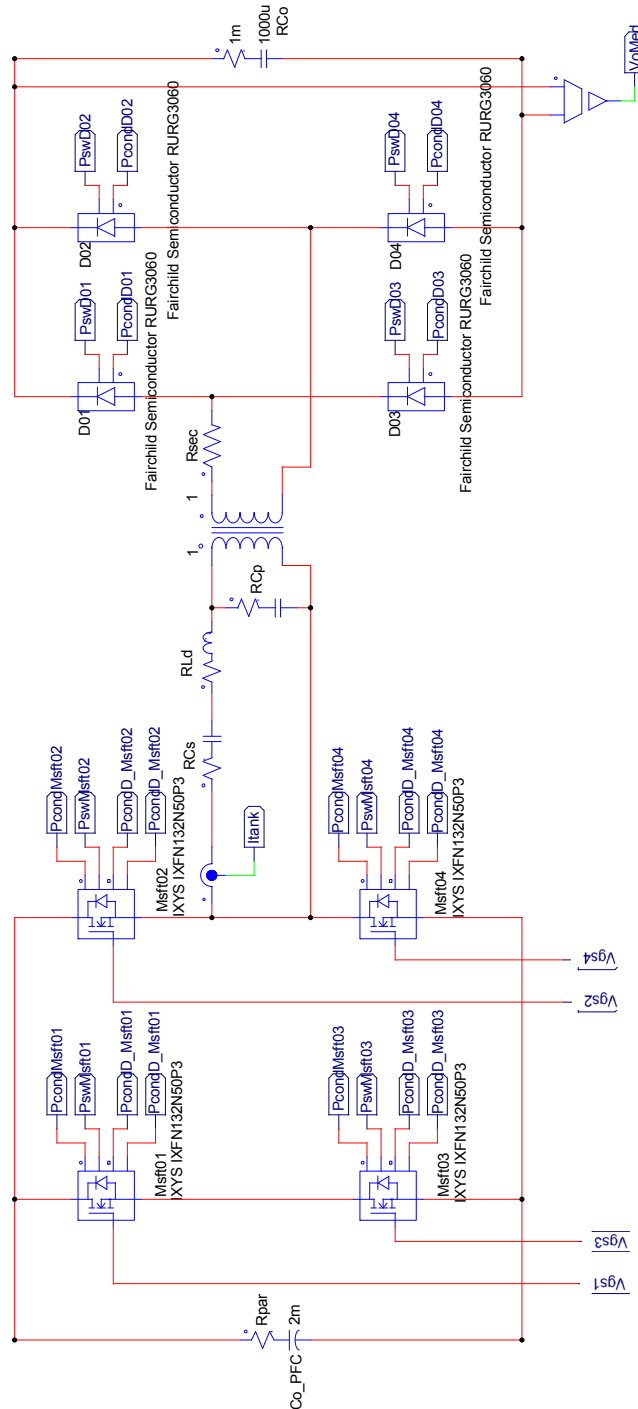 Co_PFC
2m
Rpar
Vgs1
Vgs3
Msft01
IXYS IXFN132N50P3
PcondMsft01
PswMsft01
PcondD_Msft01
PcondD_Msft01
Msft03
IXYS IXFN132N50P3
PcondMsft03
PswMsft03
PcondD_Msft03
PcondD_Msft03
Vgs2
Vgs4
Msft02
IXYS IXFN132N50P3
PcondMsft02
PswMsft02
PcondD_Msft02
PcondD_Msft02
Msft04
IXYS IXFN132N50P3
PcondMsft04
PswMsft04
PcondD_Msft04
PcondD_Msft04
Itank
RCs
RLd
RCp
1
1
Rsec
D01
Fairchild Semiconductor RURG3060
PswD01
PcondD01
D03
Fairchild Semiconductor RURG3060
PswD03
PcondD03
D02
Fairchild Semiconductor RURG3060
PswD02
PcondD02
D04
Fairchild Semiconductor RURG3060
PswD04
PcondD04
1m
1000u
RCo
VoMed